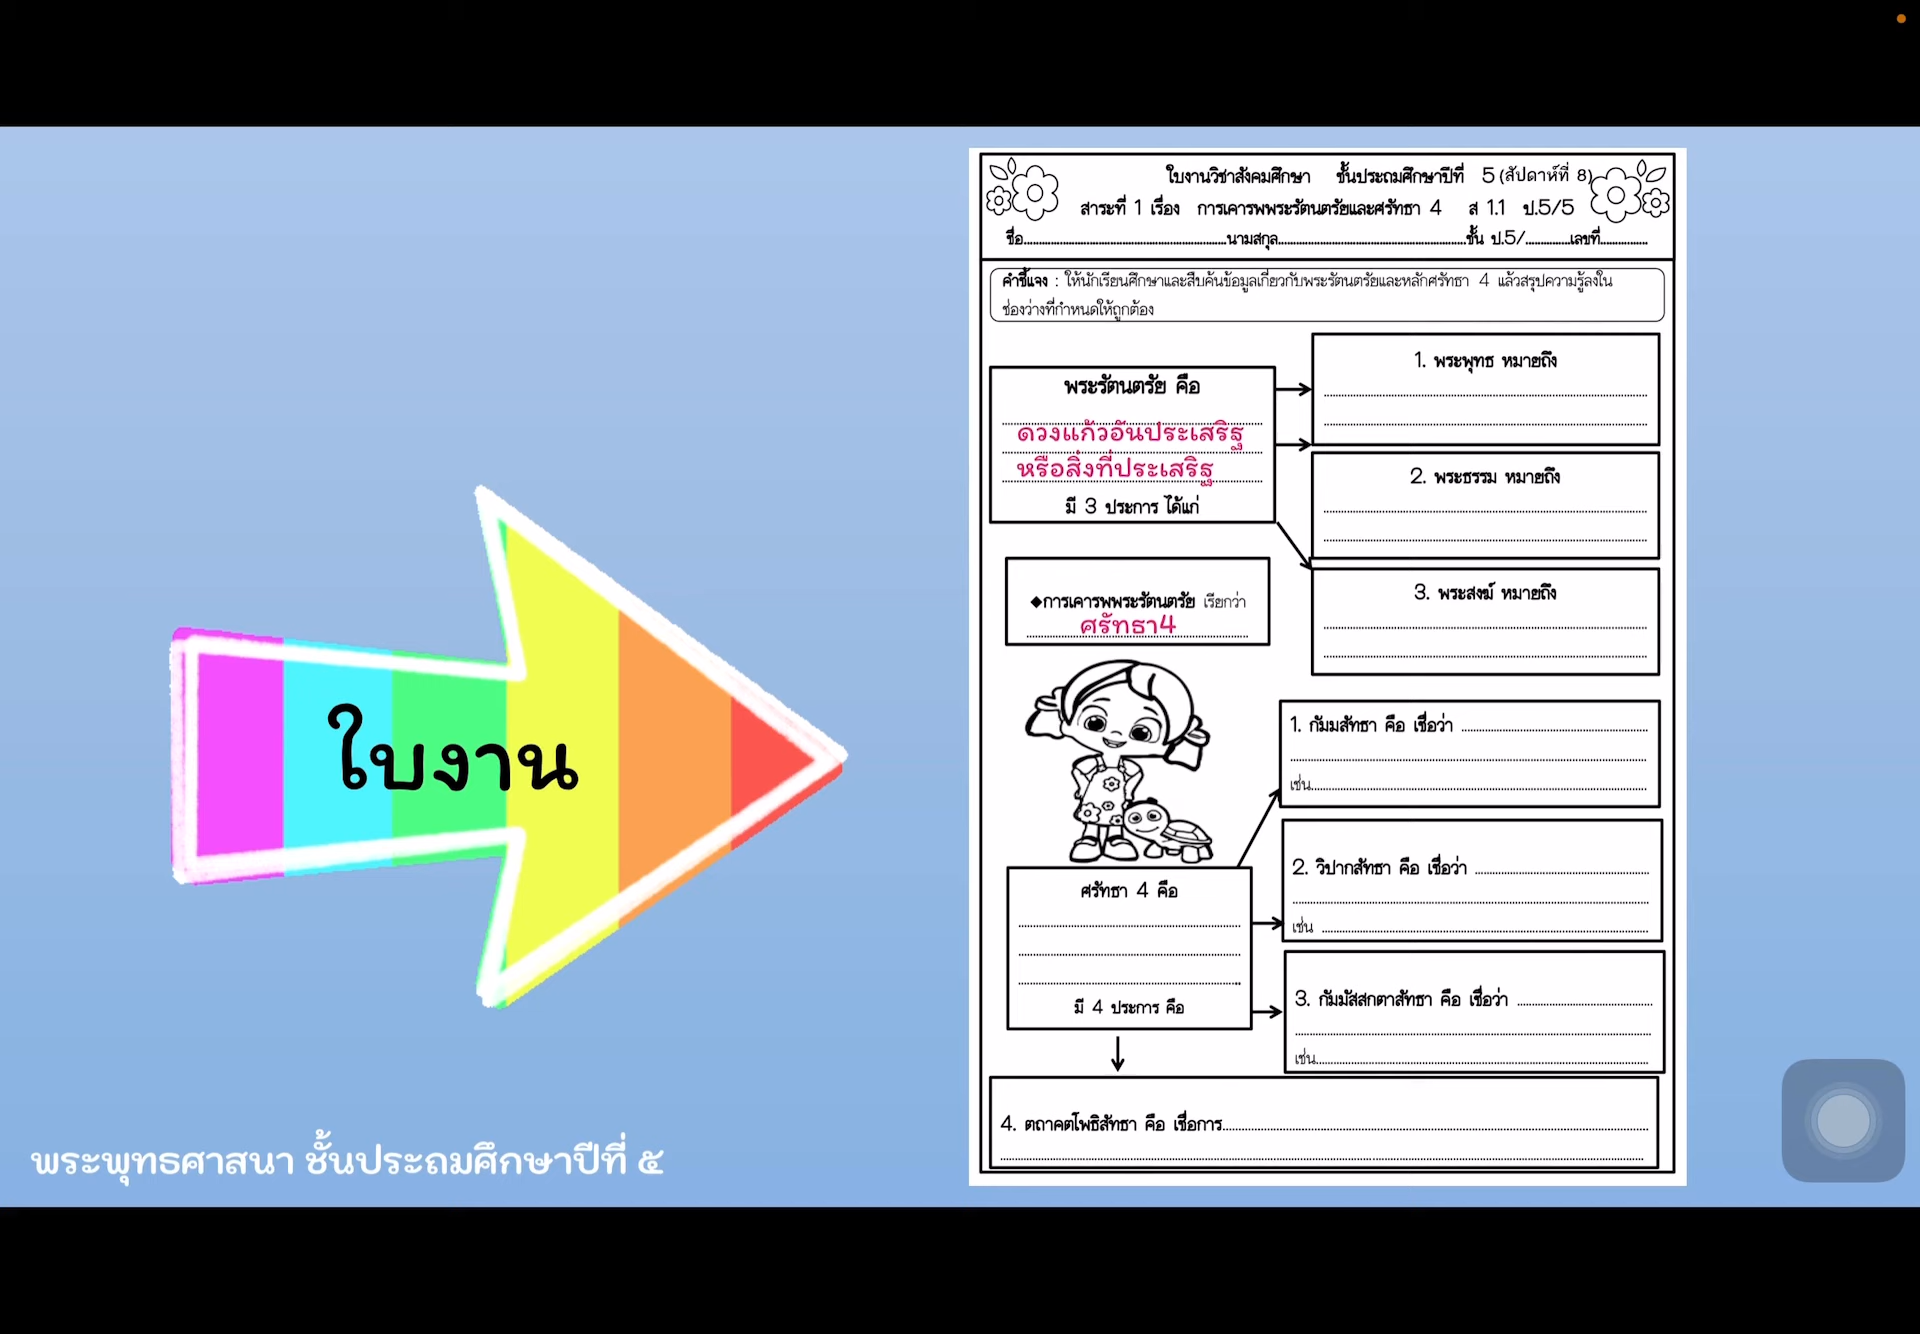 ใบงานวิชาสังคมศึกษา ชั้นประถมศึกษาปีที่ 5 (สัปดาห์ที่ 8)
สาระที่ 1 เรื่อง การเคารพพระรัตนตรัยและศรัทธา 4 ส 1.1 ป.5/5
ชื่อ................................นามสกุล................................ชั้น ป.5/............เลขที่............
คำชี้แจง : ให้นักเรียนศึกษาและสืบค้นข้อมูลเกี่ยวกับพระรัตนตรัยและหลักศรัทธา 4 แล้วสรุปความรู้ลงใน
ช่องว่างที่กำหนดให้ถูกต้อง
พระรัตนตรัย คือ
ดวงแก้วอันประเสริฐ
หรือสิ่งที่ประเสริฐ
มี 3 ประการ ได้แก่
1. พระพุทธ หมายถึง
2. พระธรรม หมายถึง
3. พระสงฆ์ หมายถึง
◆การเคารพพระรัตนตรัย เรียกว่า
ศรัทธา4
ศรัทธา 4 คือ
มี 4 ประการ คือ
1. กัมมสัทธา คือ เชื่อว่า
เช่น
2. วิปากสัทธา คือ เชื่อว่า
เช่น
3. กัมมัสสกตาสัทธา คือ เชื่อว่า
เช่น
4. ตถาคตโพธิสัทธา คือ เชื่อการ
ใบงาน
พระพุทธศาสนา ชั้นประถมศึกษาปีที่ ๕